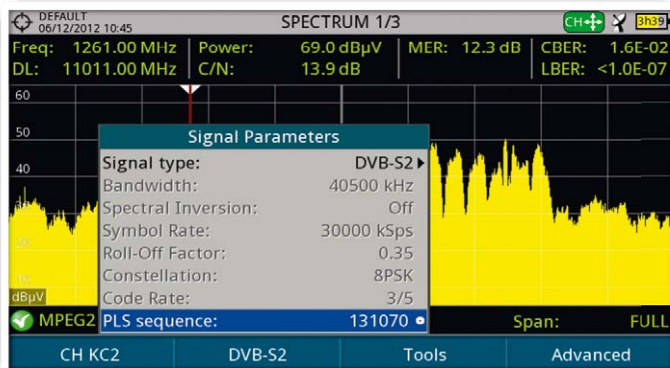 DEFAULT
06/12/2012 10:45 SPECTRUM 1/3 CH 3h39
Freq: 1261.00 MHz Power: 69.0 dBµV MER: 12.3 dB CBER: 1.6E-02
DL: 11011.00 MHz C/N: 13.9 dB LBER: <1.0E-07
60
50
40
dBµV
Signal Parameters
Signal type: DVB-S2
Bandwidth: 40500 kHz
Spectral Inversion: Off
Symbol Rate: 30000 kSps
Roll-Off Factor: 0.35
Constellation: 8PSK
Code Rate: 3/5
PLS sequence: 131070
MPEG2 Span: FULL
CH KC2 DVB-S2 Tools Advanced